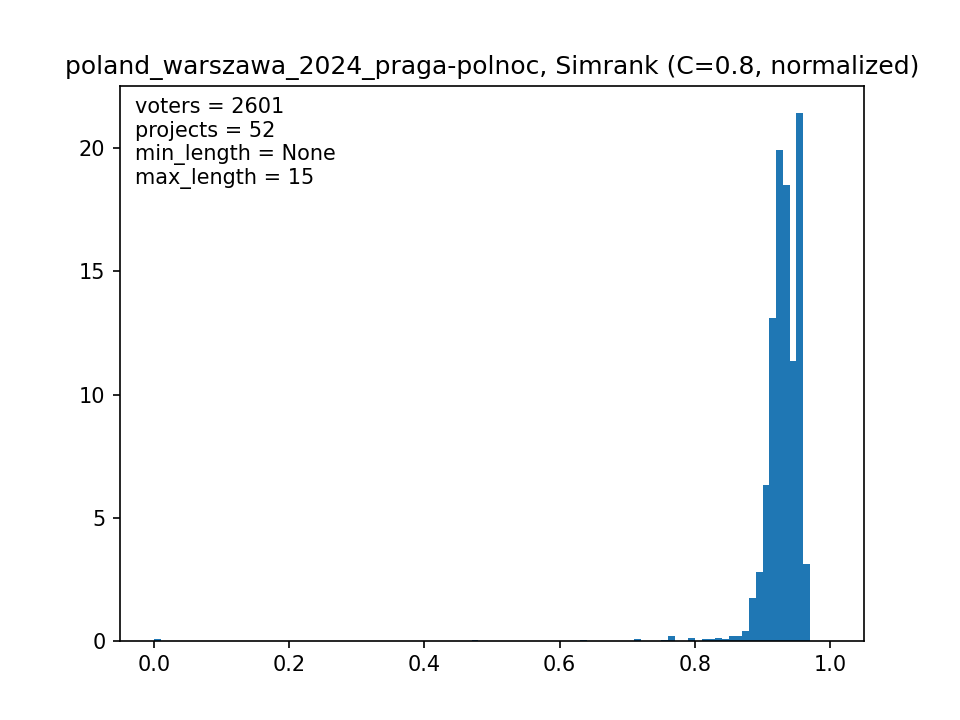 poland_warszawa_2024_praga-polnoc, Simrank (C=0.8, normalized)
voters = 2601
projects = 52
min_length = None
max_length = 15
20
15
10
5
0
0.0 0.2 0.4 0.6 0.8 1.0